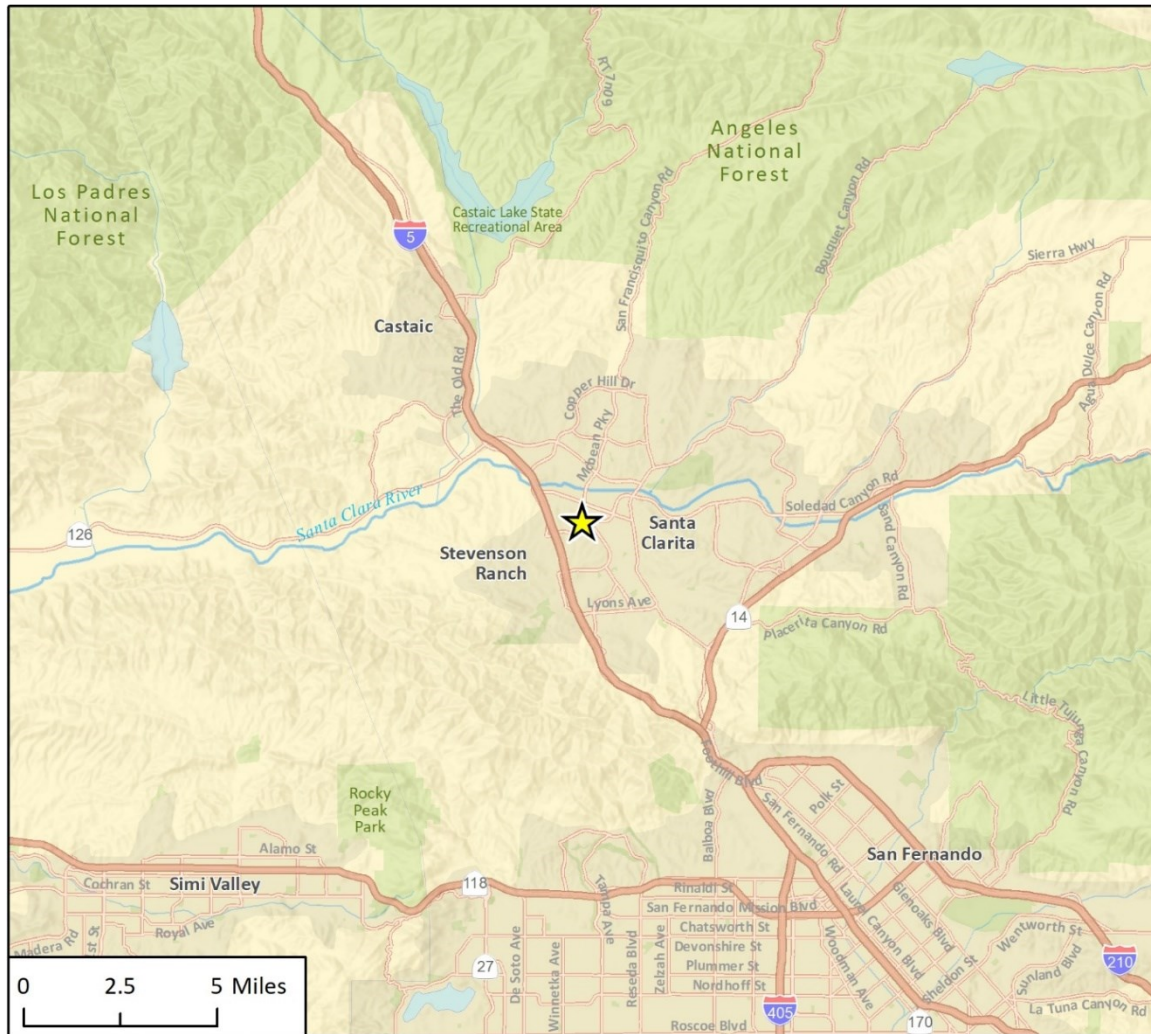 RT 7n09
Angeles
National
Forest
Los Padres
National
Forest
Castaic Lake State
Recreational Area
San Francisquito Canyon Rd
Bouquet Canyon Rd
5
Sierra Hwy
Castaic
The Old Rd
Agua Dulce Canyon Rd
Copper Hill Dr
Mcbean Pky
Santa Clara River
Soledad Canyon Rd
126
Santa
Clarita
Sand Canyon Rd
Stevenson
Ranch
Lyons Ave
14
Placerita Canyon Rd
Little Tujunga Canyon Rd
Foothill Blvd
Rocky
Peak
Park
Balboa Blvd
Polk St
San Fernando Rd
San Fernando
Alamo St
Cochran St
Simi Valley
118
Tampa Ave
Rinaldi St
San Fernando Mission Blvd
Laurel Canyon Blvd
Glenoaks Blvd
Royal Ave
Madera Rd
1st St
Chatsworth St
Devonshire St
Plummer St
Nordhoff St
Woodman Ave
Wentworth St
Sunland Blvd
Sheldon St
210
27
De Soto Ave
Winnetka Ave
Reseda Blvd
Zelzah Ave
405
Roscoe Blvd
170
La Tuna Canyon Rd
0 2.5 5 Miles